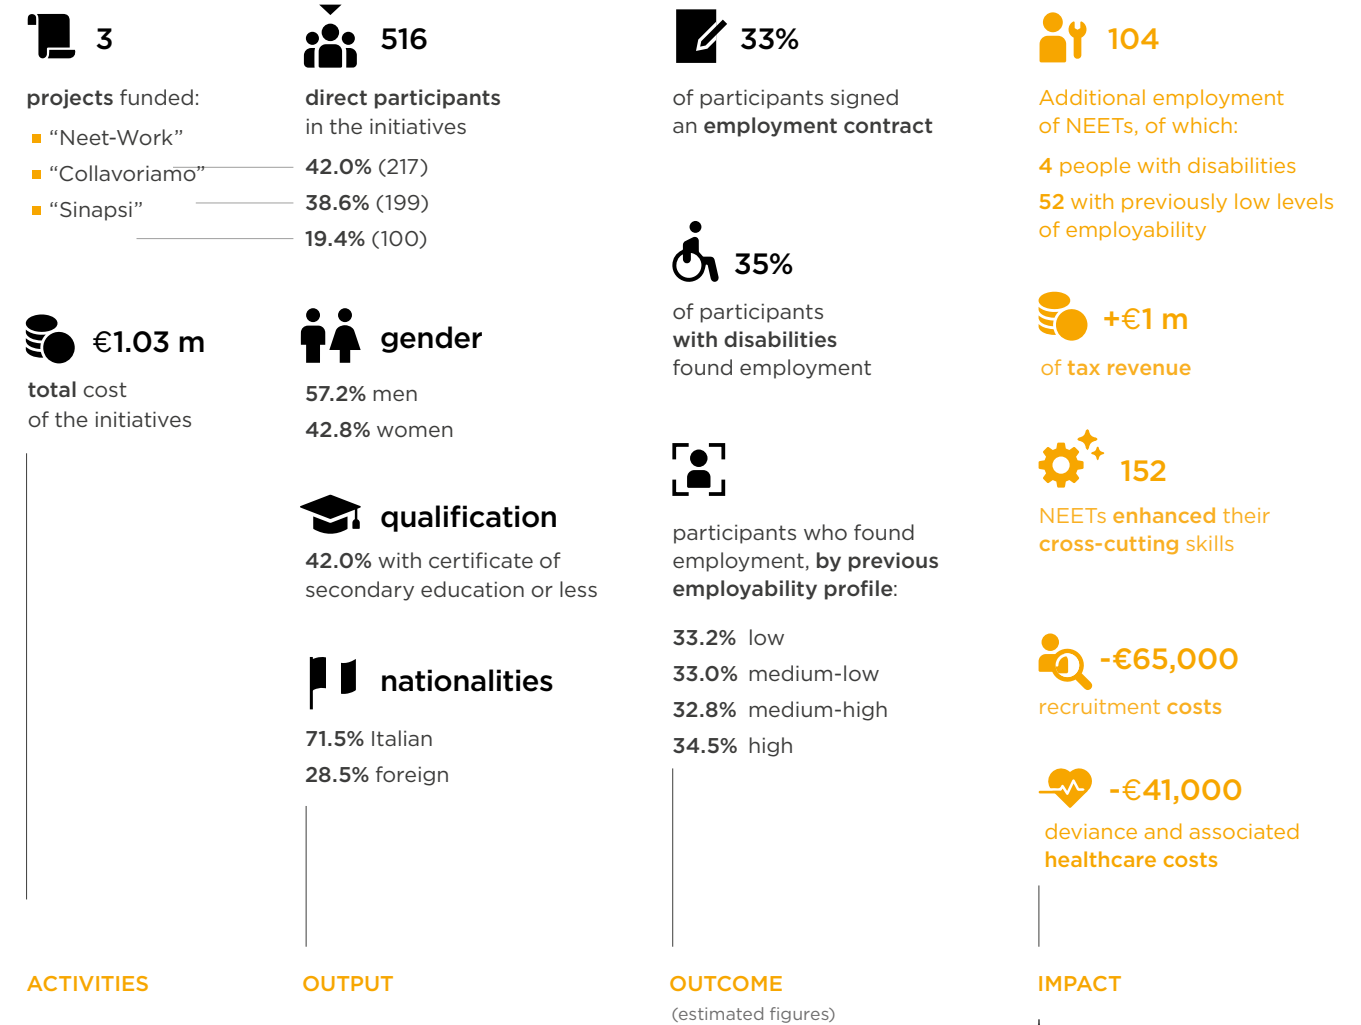 3
projects funded:
“Neet-Work”
“Collavoriamo”
“Sinapsi”
€1.03 m
total cost
of the initiatives
ACTIVITIES
516
direct participants
in the initiatives
42.0% (217)
38.6% (199)
19.4% (100)
gender
57.2% men
42.8% women
qualification
42.0% with certificate of
secondary education or less
nationalities
71.5% Italian
28.5% foreign
OUTPUT
33%
of participants signed
an employment contract
35%
of participants
with disabilities
found employment
participants who found
employment, by previous
employability profile:
33.2% low
33.0% medium-low
32.8% medium-high
34.5% high
OUTCOME
(estimated figures)
104
Additional employment
of NEETs, of which:
4 people with disabilities
52 with previously low levels
of employability
+€1 m
of tax revenue
152
NEETs enhanced their
cross-cutting skills
-€65,000
recruitment costs
-€41,000
deviance and associated
healthcare costs
IMPACT